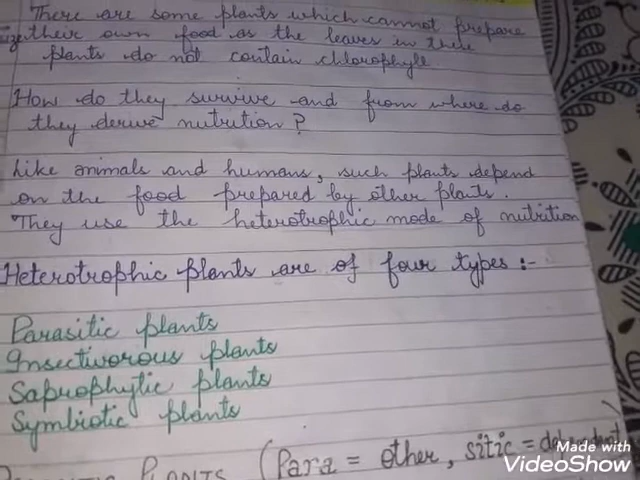 There are some plants which cannot prepare
their own food as the leaves in these
plants do not contain chlorophyle
How do they survive and from where do
they derive nutrition?
Like animals and humans, such plants depend
on the food prepared by other plants.
They use the heterotrophic mode of nutrition
Heterotrophic plants are of four types :-
Parasitic plants
Insectivorous plants
Saprophytic plants
Symbiotic plants
PLANTS (Para = other, sitic = dependent)
Made with
VideoShow